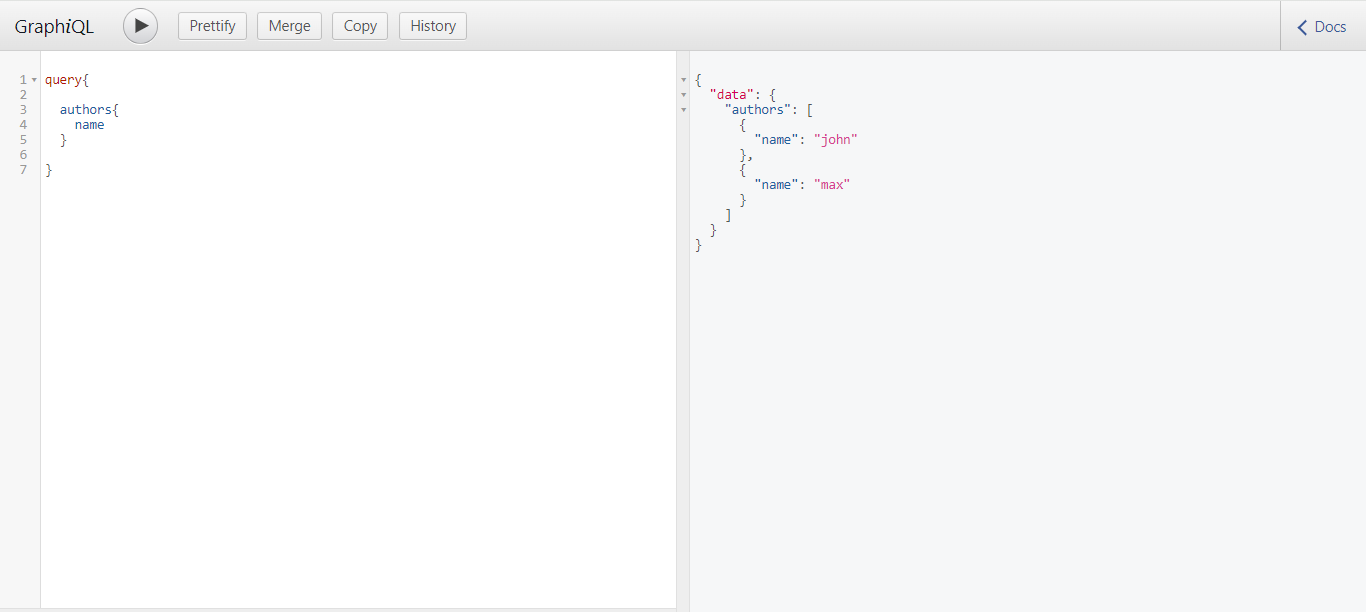 GraphiQL Prettify Merge Copy History Docs
1 query{
2
3   authors{
4     name
5   }
6
7 }
{
  "data": {
    "authors": [
      {
        "name": "john"
      },
      {
        "name": "max"
      }
    ]
  }
}